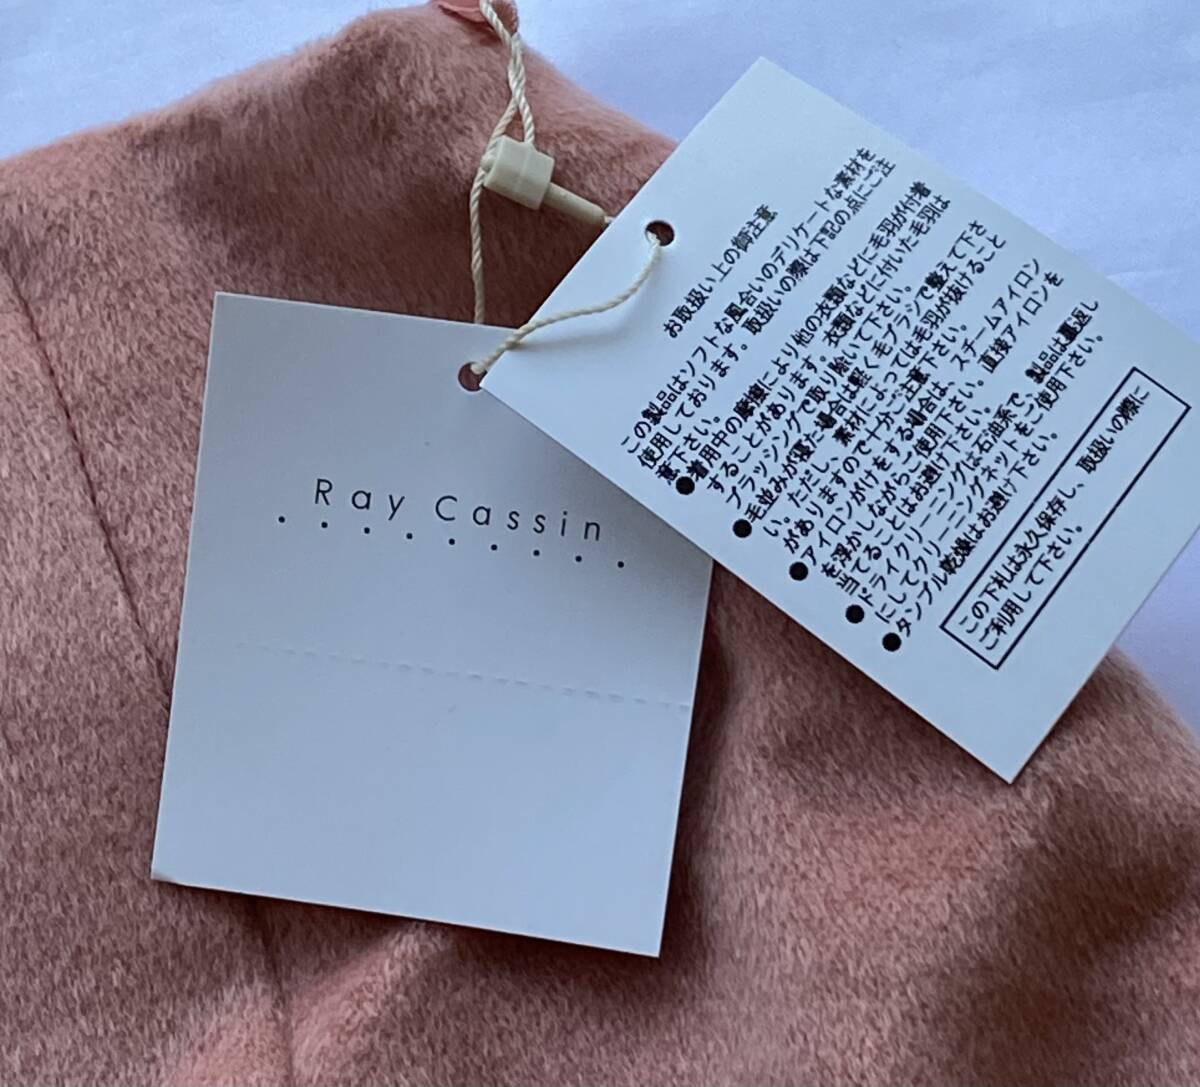 Ray Cassin
お取扱い上の御注意
この製品はソフトな風合いのデリケートな素材を
使用しております。取扱いの際は下記の点にご注
意下さい。
●着用中の摩擦により他の衣類などに毛羽が付着
することがあります。衣類などに付いた毛羽は
ブラッシングで取り除いて下さい。
●毛並みが寝た場合は軽く毛ブラシで整えて下さ
い。ただし、素材によっては毛羽が抜けること
がありますので十分ご注意下さい。
●アイロンがけをする場合は、スチームアイロン
を浮かしながらご使用下さい。直接アイロンを
当てることはお避け下さい。
●ドライクリーニングは石油系で、製品は裏返し
にしてクリーニングネットをご使用下さい。
●タンブル乾燥はお避け下さい。
この下札は永久保存し、取扱いの際に
ご利用して下さい。